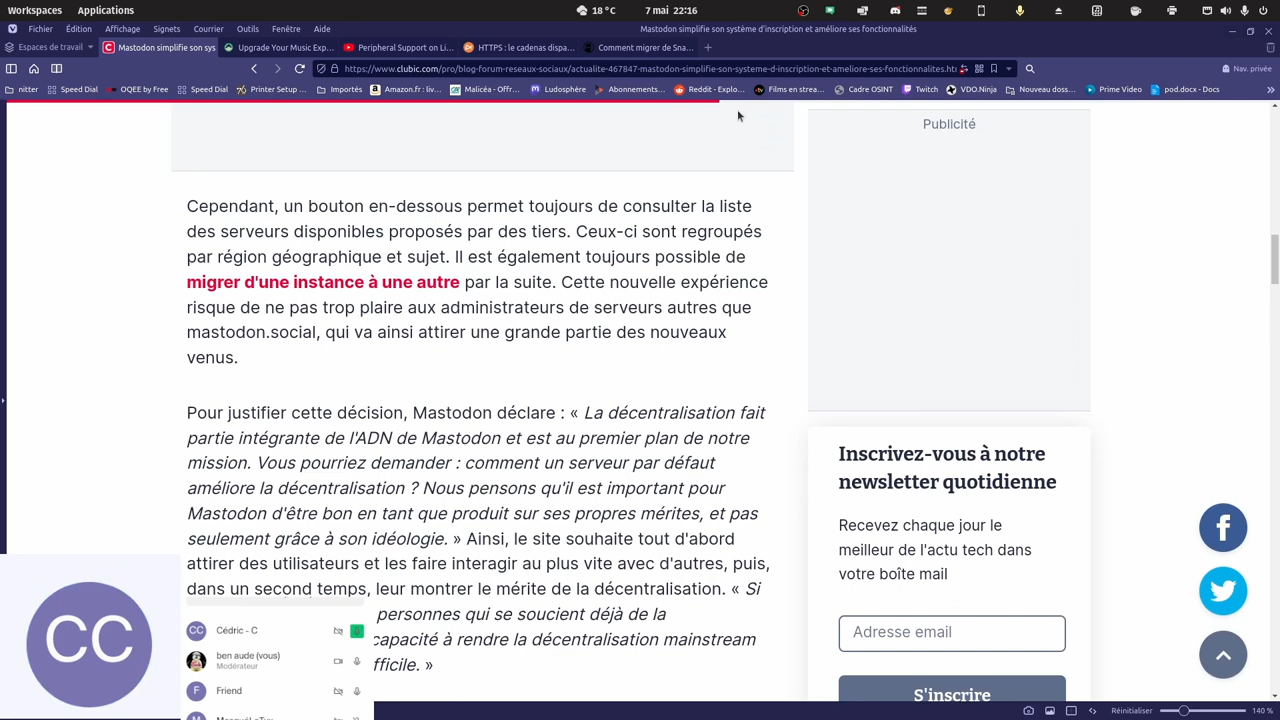 Workspaces
Applications
18°C
7 mai 22h16
Fichier Édition Affichage Signets Courrier Outils Fenêtre Aide
Mastodon simplifie son système d'inscription et améliore ses fonctionnalités
Espaces de travail
Mastodon simplifie son sys
Upgrade Your Music Exp...
Peripheral Support on Li...
HTTPS : le cadenas dispa...
Comment migrer de Sna...
https://www.clubic.com/pro/blog-forum-reseaux-sociaux/actualite-467847-mastodon-simplifie-son-systeme-d-inscription-et-ameliore-ses-fonctionnalites.htm
Nav. privée
nitter
Speed Dial
OQEE by Free
Speed Dial
Printer Setup ...
Importés
Amazon.fr : livr...
Malicéa - Offr...
Ludosphère
Abonnements...
Reddit - Explor...
Films en strea...
Cadre OSINT
Twitch
VDO.Ninja
Nouveau doss...
Prime Video
pod.docx - Docs
Publicité
Cependant, un bouton en-dessous permet toujours de consulter la liste
des serveurs disponibles proposés par des tiers. Ceux-ci sont regroupés
par région géographique et sujet. Il est également toujours possible de
migrer d'une instance à une autre par la suite. Cette nouvelle expérience
risque de ne pas trop plaire aux administrateurs de serveurs autres que
mastodon.social, qui va ainsi attirer une grande partie des nouveaux
venus.
Pour justifier cette décision, Mastodon déclare : « La décentralisation fait
partie intégrante de l'ADN de Mastodon et est au premier plan de notre
mission. Vous pourriez demander : comment un serveur par défaut
améliore la décentralisation ? Nous pensons qu'il est important pour
Mastodon d'être bon en tant que produit sur ses propres mérites, et pas
seulement grâce à son idéologie. » Ainsi, le site souhaite tout d'abord
attirer des utilisateurs et les faire interagir au plus vite avec d'autres, puis,
dans un second temps, leur montrer le mérite de la décentralisation. « Si
personnes qui se soucient déjà de la
capacité à rendre la décentralisation mainstream
fficile. »
Inscrivez-vous à notre
newsletter quotidienne
Recevez chaque jour le
meilleur de l'actu tech dans
votre boîte mail
Adresse email
S'inscrire
CC
CC Cédric - C
ben aude (vous)
Modérateur
F Friend
Réinitialiser
140 %